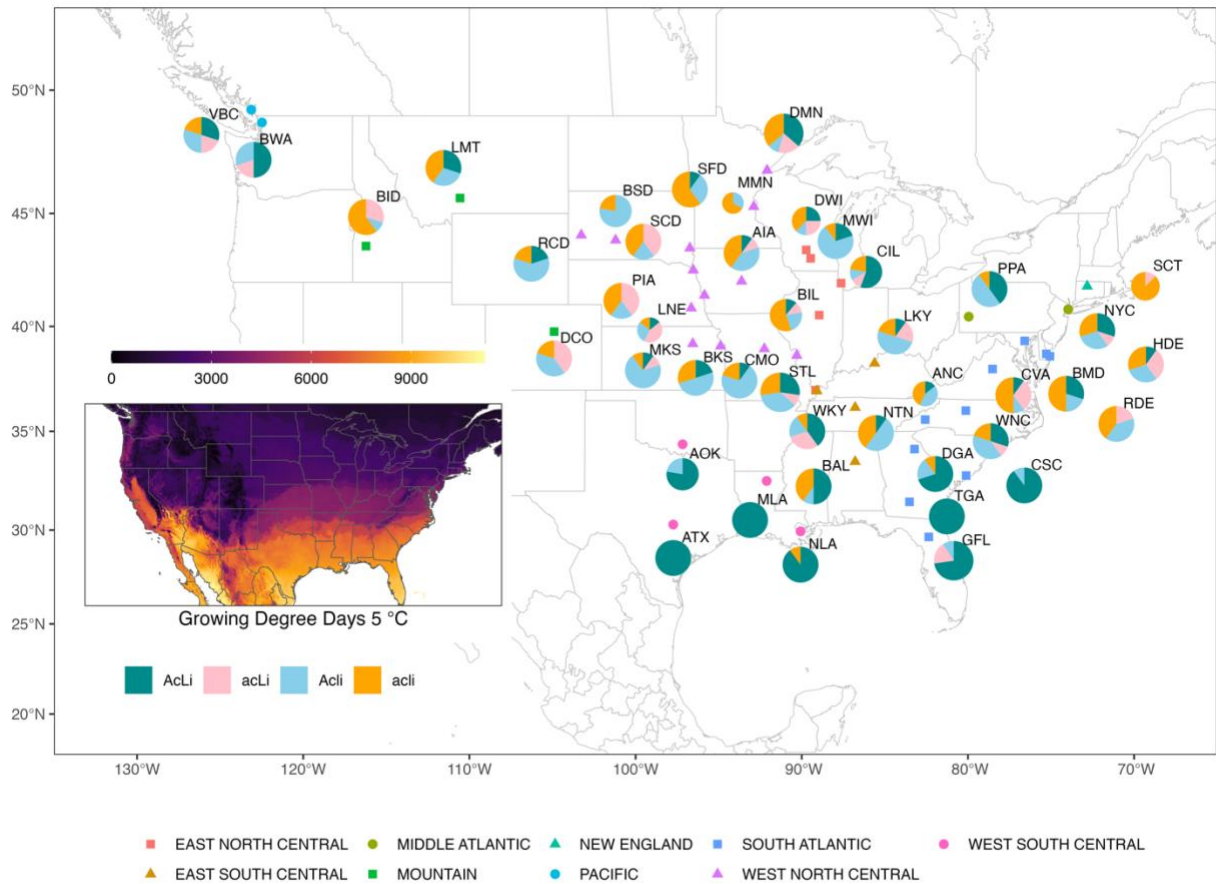 50°N
45°N
40°N
35°N
30°N
25°N
20°N
VBC
BWA
LMT
BID
DMN
SFD
MMN
BSD
SCD
DWI
MWI
AIA
RCD
CIL
PPA
SCT
PIA
BIL
LNE
LKY
NYC
DCO
MKS
BKS
CMO
STL
HDE
ANC
CVA
BMD
RDE
WKY
NTN
WNC
AOK
BAL
DGA
CSC
MLA
TGA
ATX
NLA
GFL
0 3000 6000 9000
Growing Degree Days 5 °C
AcLi acLi Acli acli
130°W 120°W 110°W 100°W 90°W 80°W 70°W
EAST NORTH CENTRAL MIDDLE ATLANTIC NEW ENGLAND SOUTH ATLANTIC WEST SOUTH CENTRAL
EAST SOUTH CENTRAL MOUNTAIN PACIFIC WEST NORTH CENTRAL